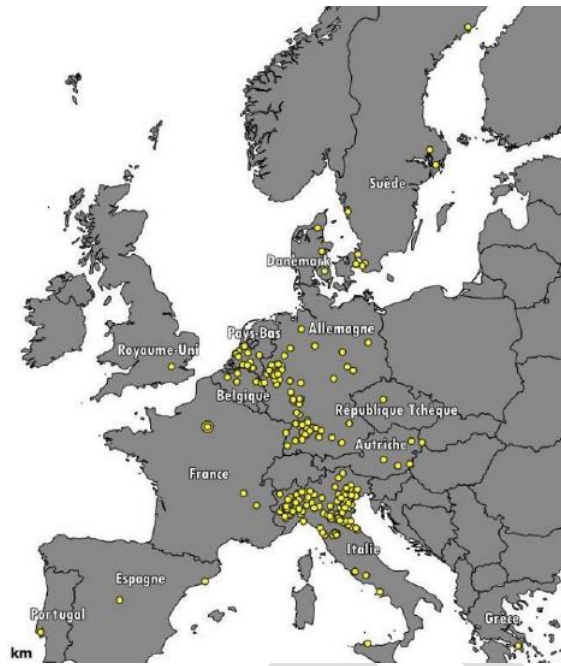 Suède
Danemark
Pays-Bas
Allemagne
Royaume-Uni
Belgique
République Tchèque
Autriche
France
Italie
Espagne
Portugal
Grèce
km